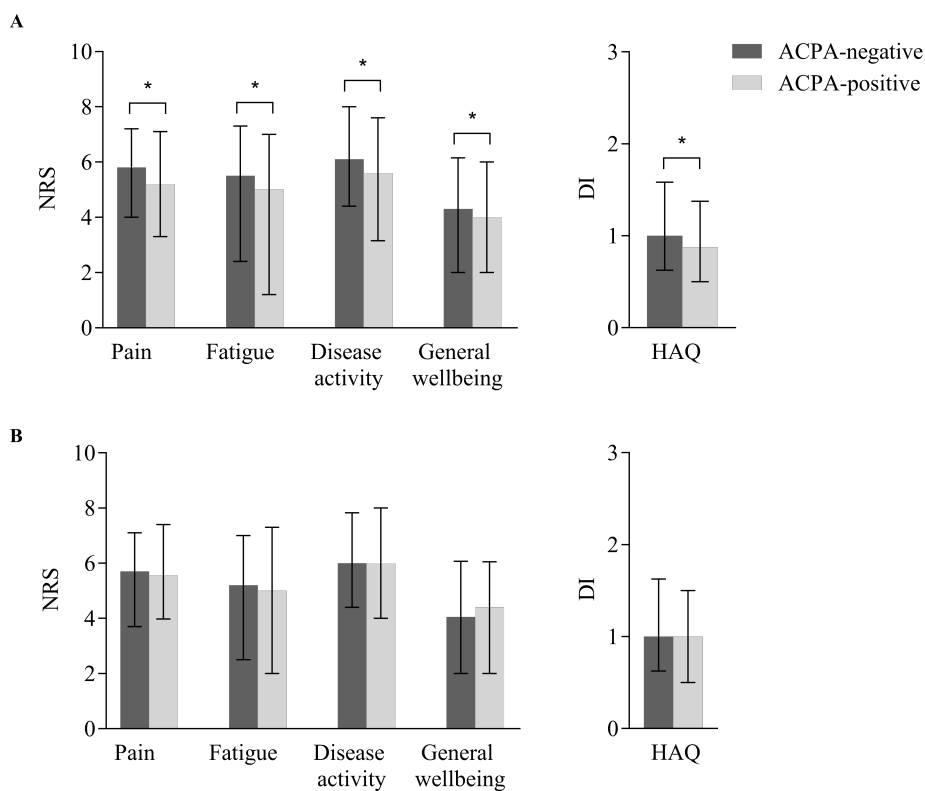 A
ACPA-negative
ACPA-positive
NRS
10
8
6
4
2
0
* * * *
Pain Fatigue Disease activity General wellbeing
DI
3
2
1
0
*
HAQ
B
NRS
10
8
6
4
2
0
Pain Fatigue Disease activity General wellbeing
DI
3
2
1
0
HAQ